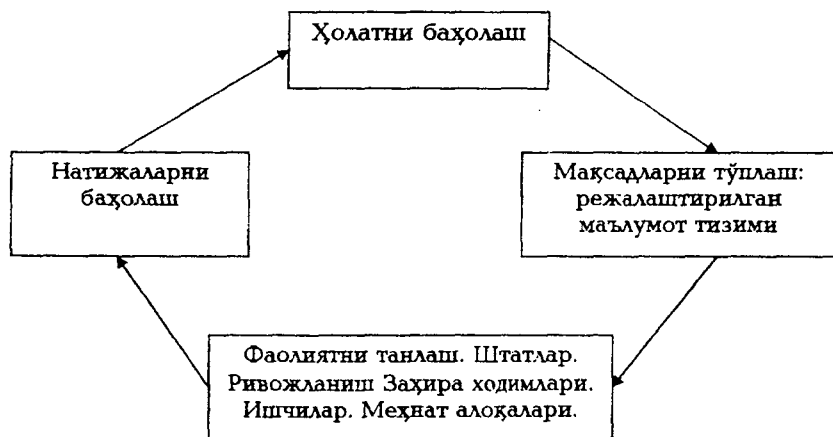 Ҳолатни баҳолаш
Мақсадларни тўплаш:
режалаштирилган
маълумот тизими
Фаолиятни танлаш. Штатлар.
Ривожланиш Заҳира ходимлари.
Ишчилар. Меҳнат алоқалари.
Натижаларни
баҳолаш